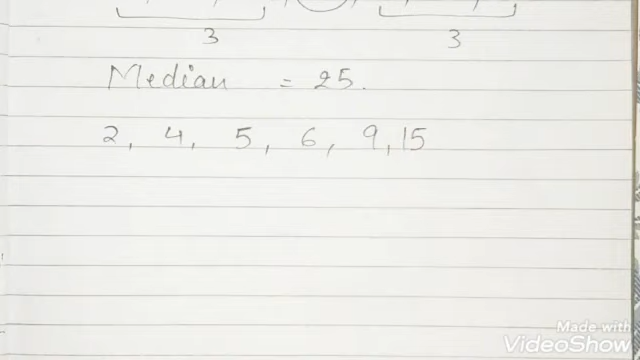 3 3
Median = 25.
2, 4, 5, 6, 9, 15
Made with
VideoShow